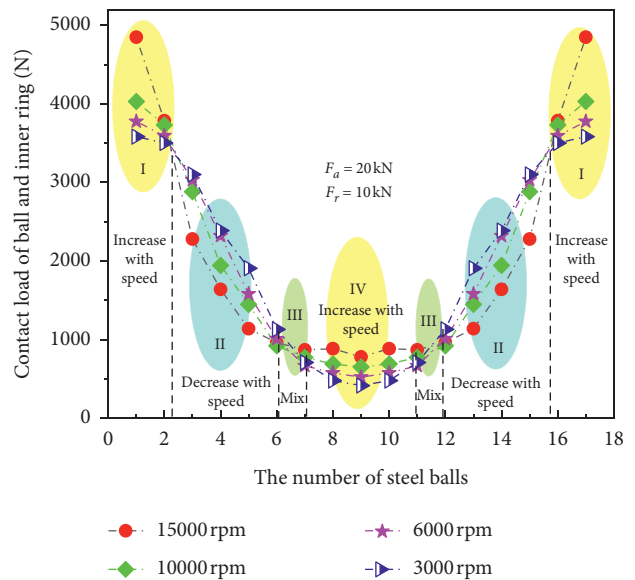 5000
4000
3000
2000
1000
0
Contact load of ball and inner ring (N)
I
I
F_a = 20 kN
F_r = 10 kN
Increase
with
speed
Increase
with
speed
IV
Increase with
speed
III
III
II
II
Decrease with
speed
Mix
Mix
Decrease with
speed
0 2 4 6 8 10 12 14 16 18
The number of steel balls
15000 rpm
6000 rpm
10000 rpm
3000 rpm